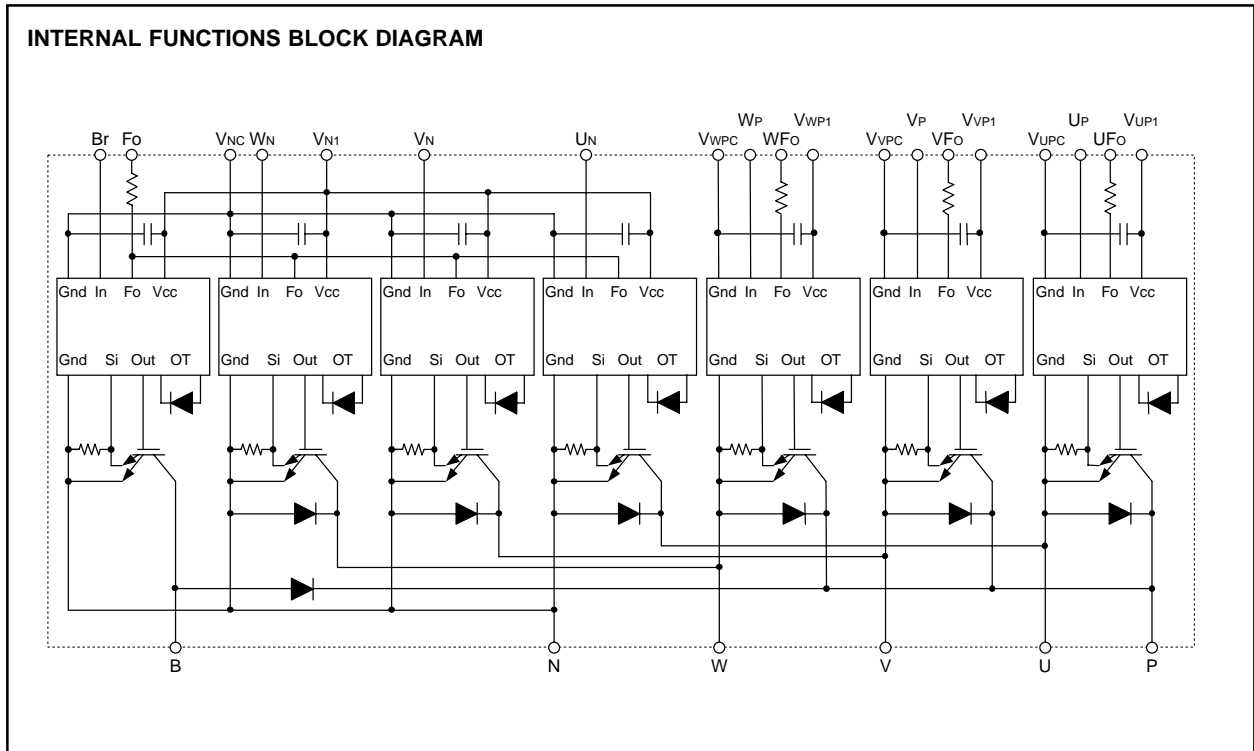 INTERNAL FUNCTIONS BLOCK DIAGRAM
WP VWP1 VP VVP1 UP VUP1
Br FO VNC WN VN1 VN UN VWPC WFO VVPC VFO VUPC UFO
Gnd In Fo Vcc Gnd In Fo Vcc Gnd In Fo Vcc Gnd In Fo Vcc Gnd In Fo Vcc Gnd In Fo Vcc Gnd In Fo Vcc
Gnd Si Out OT Gnd Si Out OT Gnd Si Out OT Gnd Si Out OT Gnd Si Out OT Gnd Si Out OT Gnd Si Out OT
B N W V U P